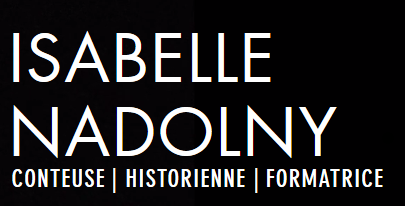 ISABELLE
NADOLNY
CONTEUSE | HISTORIENNE | FORMATRICE